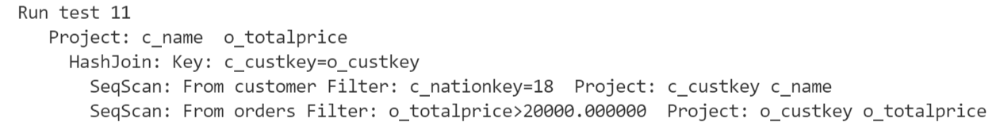 Run test 11
Project: c_name  o_totalprice
HashJoin: Key: c_custkey=o_custkey
SeqScan: From customer Filter: c_nationkey=18  Project: c_custkey c_name
SeqScan: From orders Filter: o_totalprice>20000.000000  Project: o_custkey o_totalprice